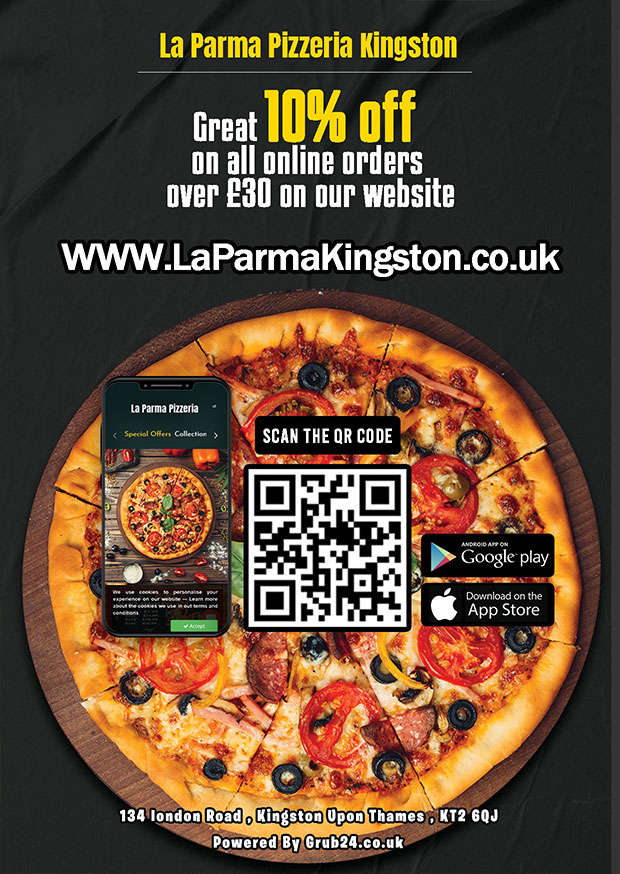 La Parma Pizzeria Kingston
Great 10% off
on all online orders
over £30 on our website
WWW.LaParmaKingston.co.uk
La Parma Pizzeria
Special Offers Collection
SCAN THE QR CODE
ANDROID APP ON
Google play
Download on the
App Store
We use cookies to personalise your
experience on our website — Learn more
about the cookies we use in out terms and
conditions
Accept
134 london Road , Kingston Upon Thames , KT2 6QJ
Powered By Grub24.co.uk